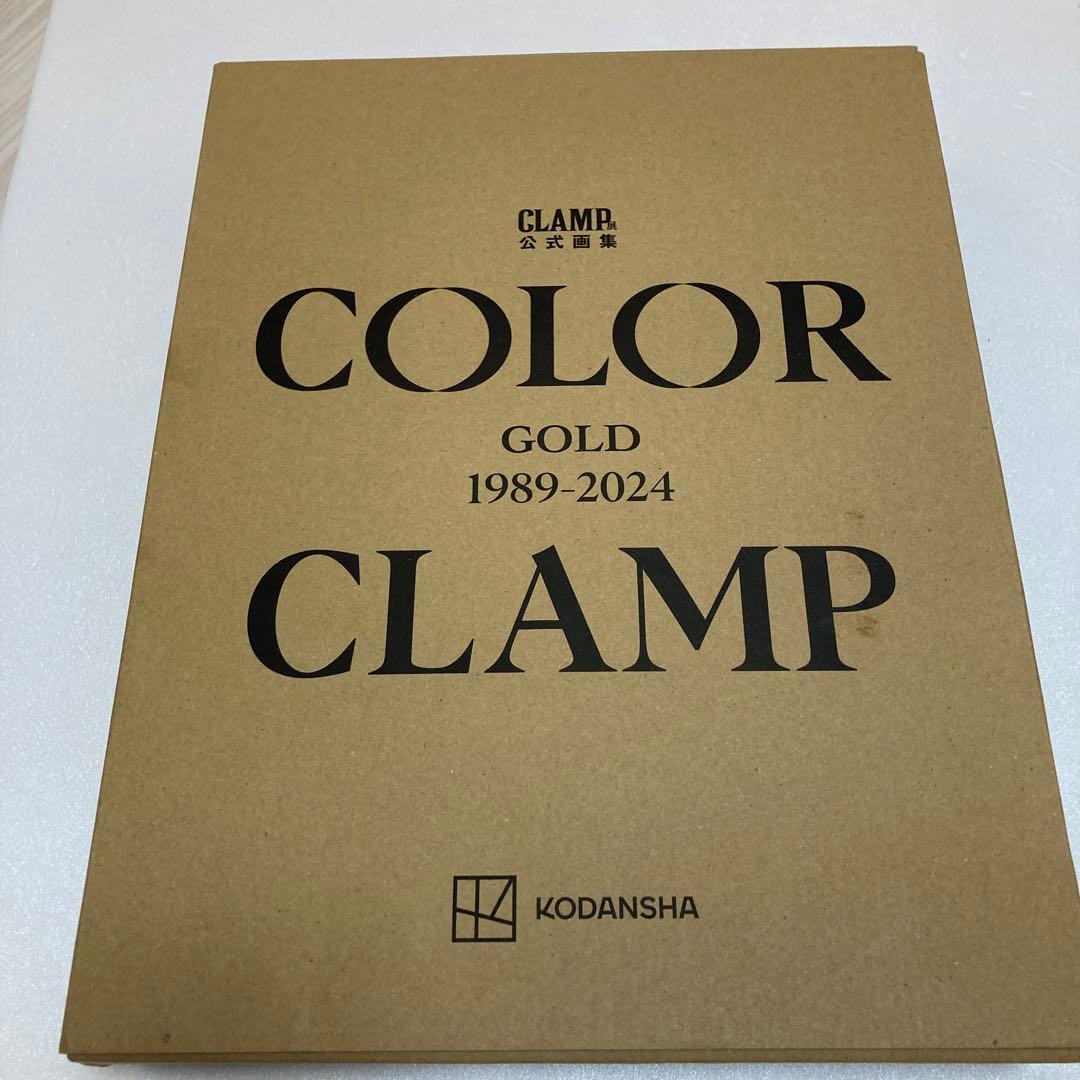 CLAMP展
公式画集
COLOR
GOLD
1989-2024
CLAMP
KODANSHA